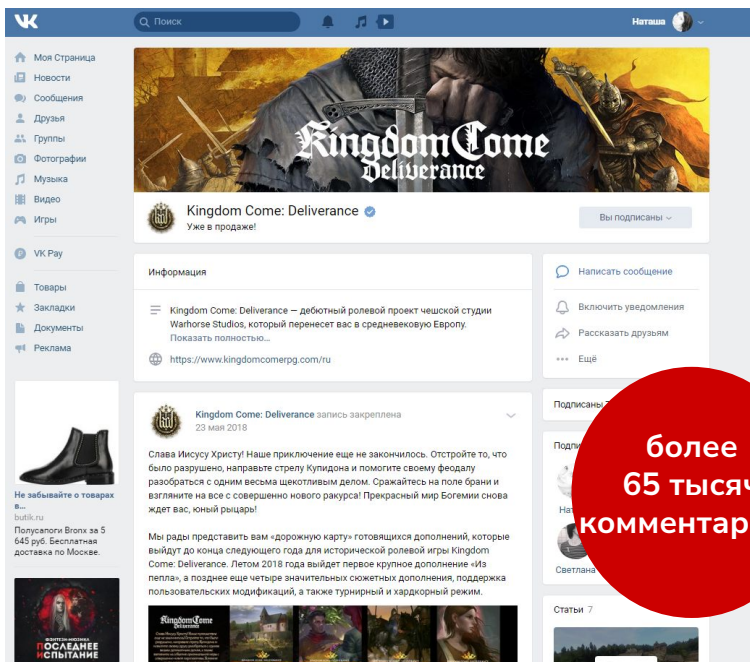 Поиск
Наташа
Моя Страница
Новости
Сообщения
Друзья
Группы
Фотографии
Музыка
Видео
Игры
VK Pay
Товары
Закладки
Документы
Реклама
Не забывайте о товарах
в...
butik.ru
Полусапоги Bronx за 5
645 руб. Бесплатная
доставка по Москве.
ФЭНТЕЗИ-МЮЗИКЛ
ПОСЛЕДНЕЕ
ИСПЫТАНИЕ
Kingdom Come
Deliverance
Kingdom Come: Deliverance
Уже в продаже!
Вы подписаны
Информация
Kingdom Come: Deliverance — дебютный ролевой проект чешской студии
Warhorse Studios, который перенесет вас в средневековую Европу.
Показать полностью...
https://www.kingdomcomerpg.com/ru
Kingdom Come: Deliverance запись закреплена
23 мая 2018
Слава Иисусу Христу! Наше приключение еще не закончилось. Отстройте то, что
было разрушено, направьте стрелу Купидона и помогите своему феодалу
разобраться с одним весьма щекотливым делом. Сражайтесь на поле брани и
взгляните на все с совершенно нового ракурса! Прекрасный мир Богемии снова
ждет вас, юный рыцарь!
Мы рады представить вам «дорожную карту» готовящихся дополнений, которые
выйдут до конца следующего года для исторической ролевой игры Kingdom
Come: Deliverance. Летом 2018 года выйдет первое крупное дополнение «Из
пепла», а позднее еще четыре значительных сюжетных дополнения, поддержка
пользовательских модификаций, а также турнирный и хардкорный режим.
Kingdom Come
Написать сообщение
Включить уведомления
Рассказать друзьям
Ещё
Подписаны
более
65 тысяч
комментар
Светлана
Статьи 7